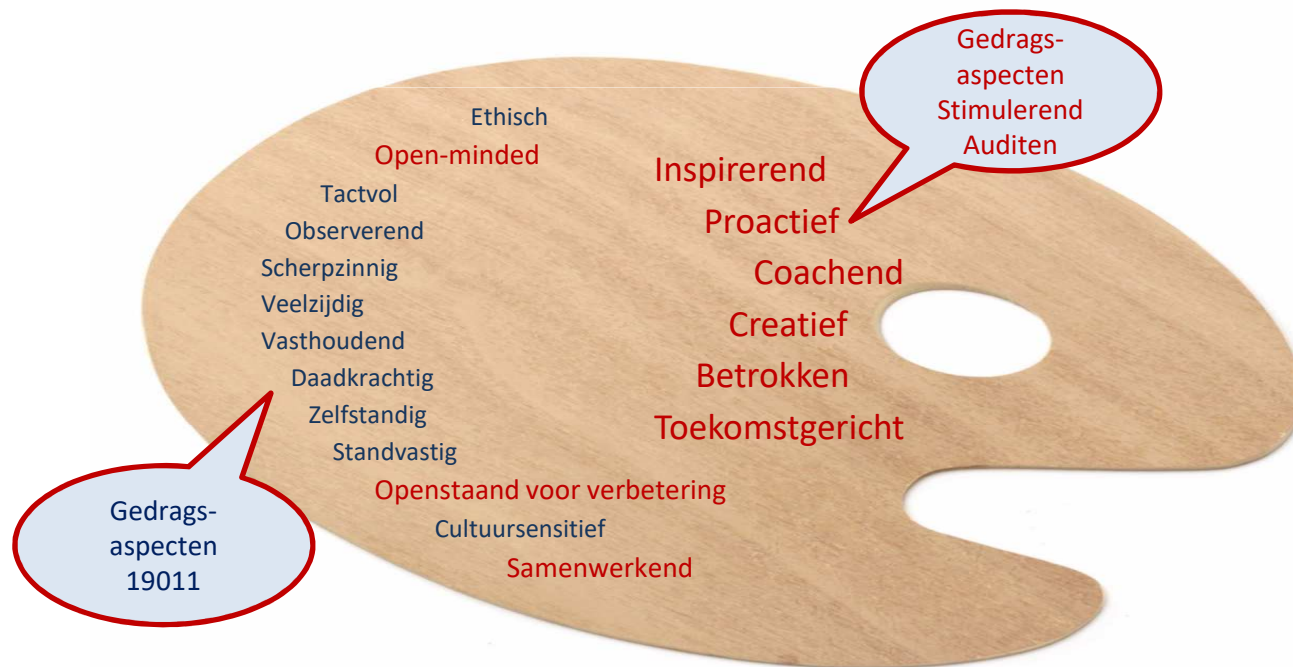 Gedrags-
aspecten
Stimulerend
Auditen
Ethisch
Open-minded
Tactvol
Observerend
Scherpzinnig
Veelzijdig
Vasthoudend
Daadkrachtig
Zelfstandig
Standvastig
Openstaand voor verbetering
Cultuursensitief
Samenwerkend
Inspirerend
Proactief
Coachend
Creatief
Betrokken
Toekomstgericht
Gedrags-
aspecten
19011